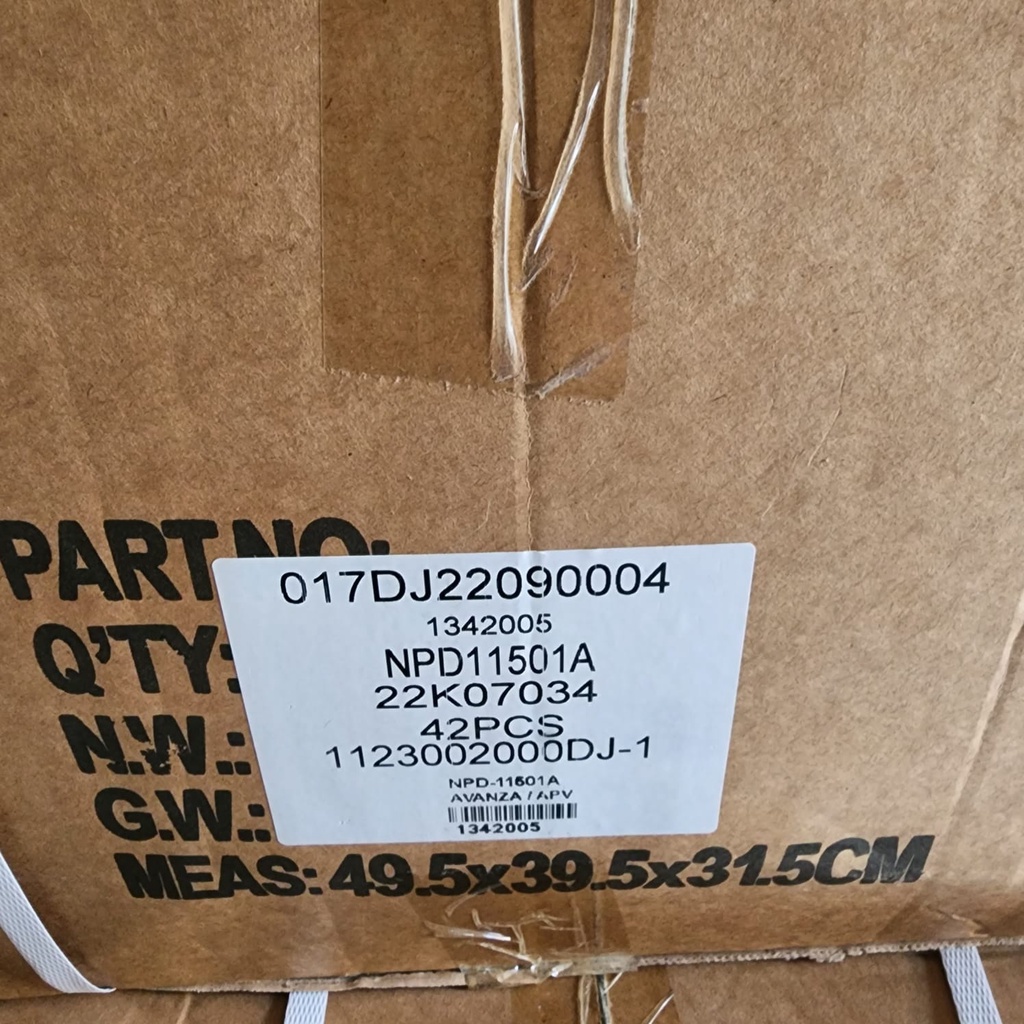 PART NO:
017DJ22090004
1342005
Q'TY:
NPD11501A
22K07034
N.W.:
42PCS
1123002000DJ-1
G.W.:
NPD-11501A
AVANZA / APV
1342005
MEAS: 49.5x39.5x31.5CM